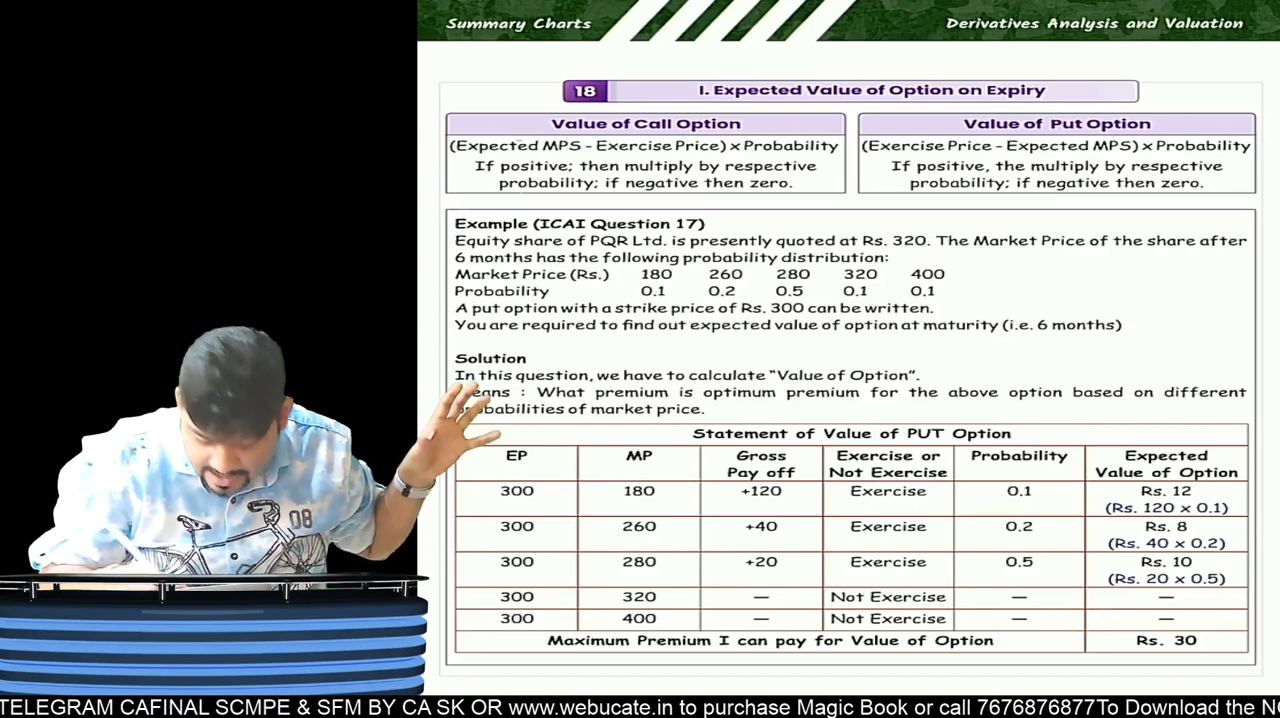 Summary Charts
Derivatives Analysis and Valuation
18
I. Expected Value of Option on Expiry
Value of Call Option
(Expected MPS - Exercise Price) x Probability
If positive; then multiply by respective
probability; if negative then zero.
Value of Put Option
(Exercise Price - Expected MPS) x Probability
If positive, the multiply by respective
probability; if negative then zero.
Example (ICAI Question 17)
Equity share of PQR Ltd. is presently quoted at Rs. 320. The Market Price of the share after
6 months has the following probability distribution:
Market Price (Rs.) 180 260 280 320 400
Probability 0.1 0.2 0.5 0.1 0.1
A put option with a strike price of Rs. 300 can be written.
You are required to find out expected value of option at maturity (i.e. 6 months)
Solution
In this question, we have to calculate "Value of Option".
: What premium is optimum premium for the above option based on different
of market price.
Statement of Value of PUT Option
EP MP Gross Pay off Exercise or Not Exercise Probability Expected Value of Option
300 180 +120 Exercise 0.1 Rs. 12
(Rs. 120 x 0.1)
300 260 +40 Exercise 0.2 Rs. 8
(Rs. 40 x 0.2)
300 280 +20 Exercise 0.5 Rs. 10
(Rs. 20 x 0.5)
300 320 — Not Exercise — —
300 400 — Not Exercise — —
Maximum Premium I can pay for Value of Option Rs. 30
08
TELEGRAM CAFINAL SCMPE & SFM BY CA SK OR www.webucate.in to purchase Magic Book or call 7676876877To Download the